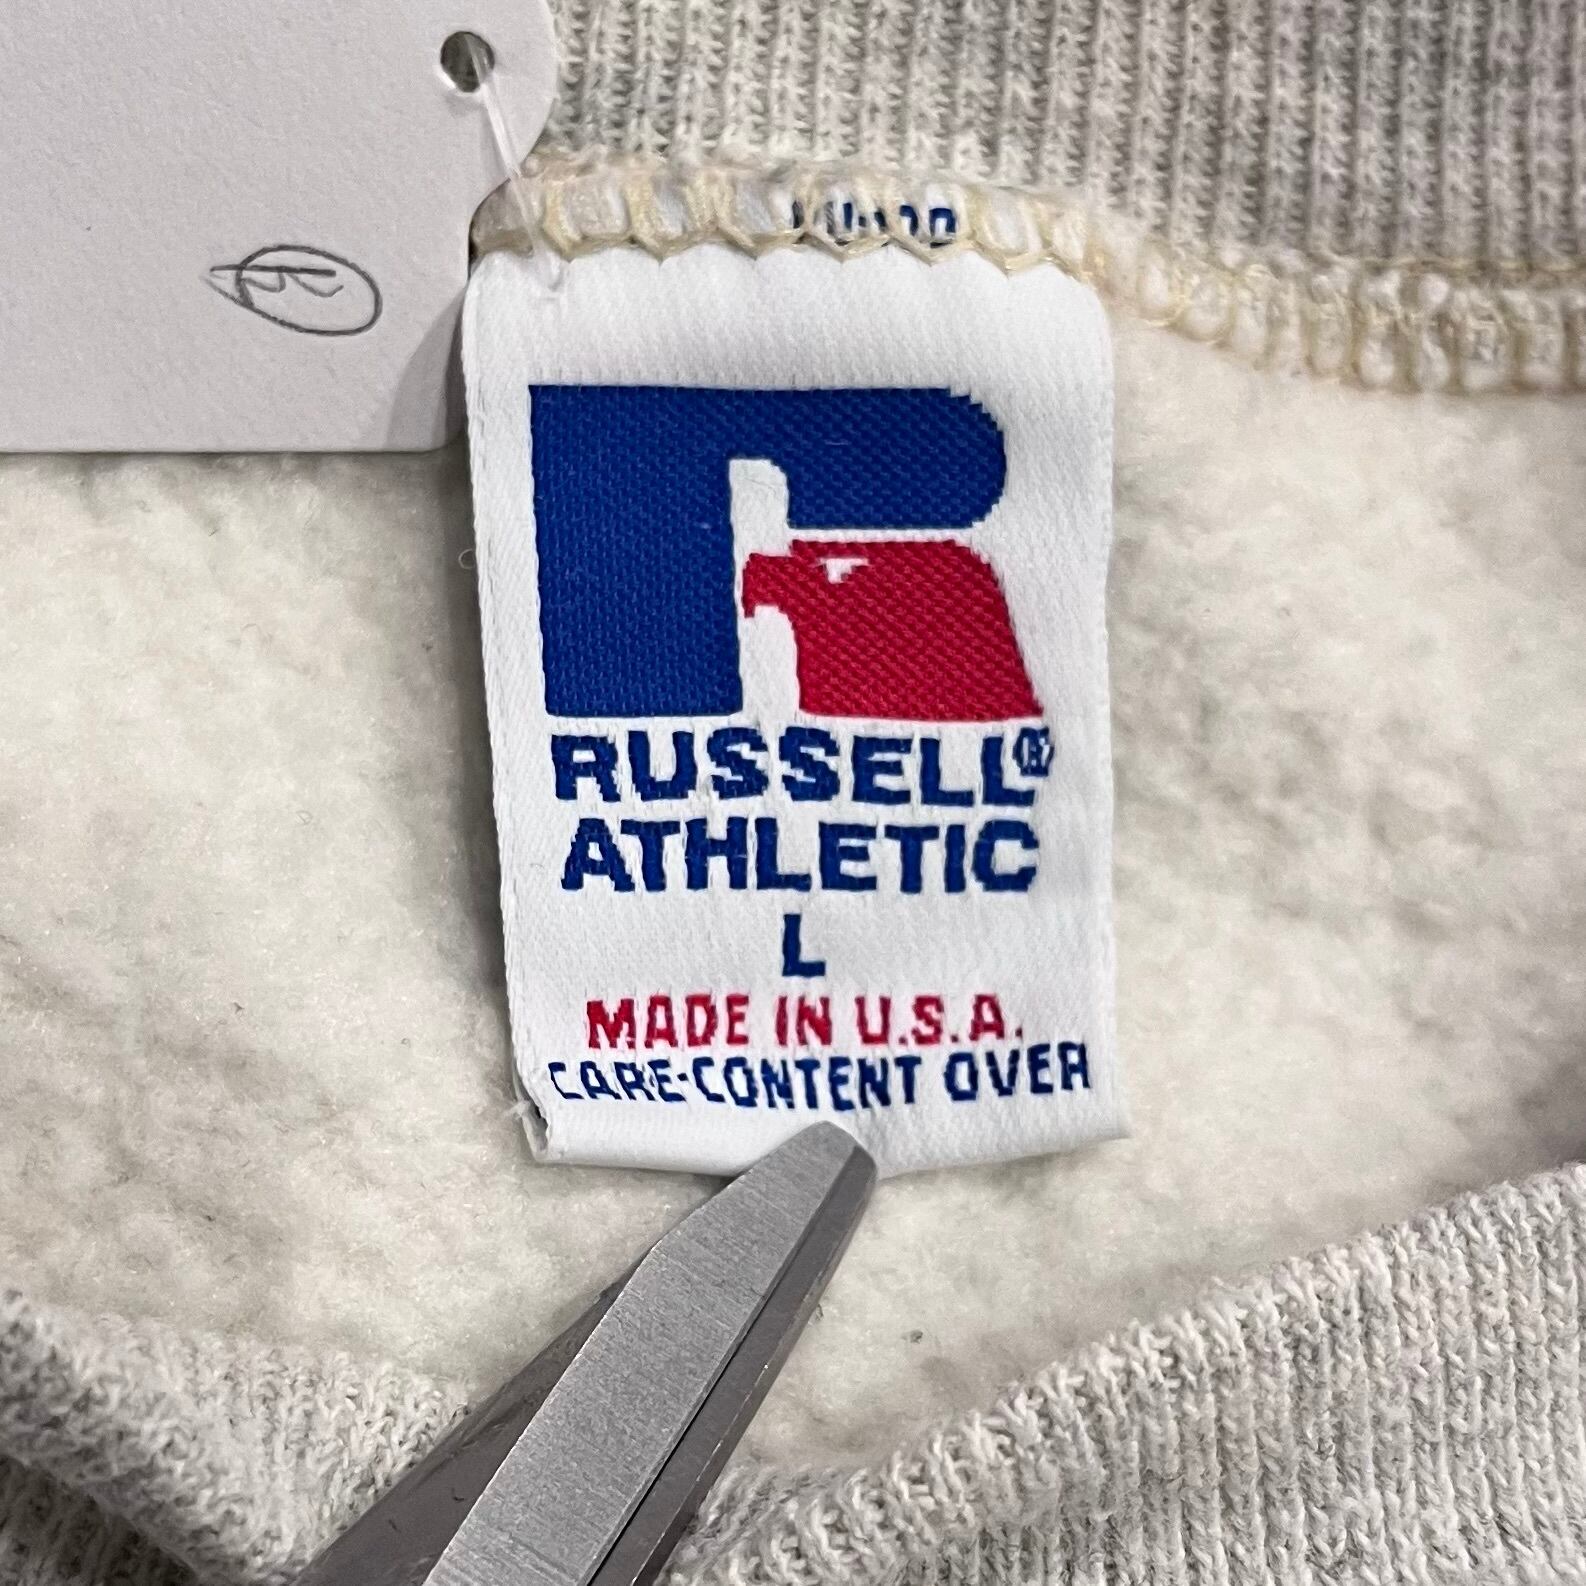 RUSSELL®
ATHLETIC
L
MADE IN U.S.A.
CARE·CONTENT OVER